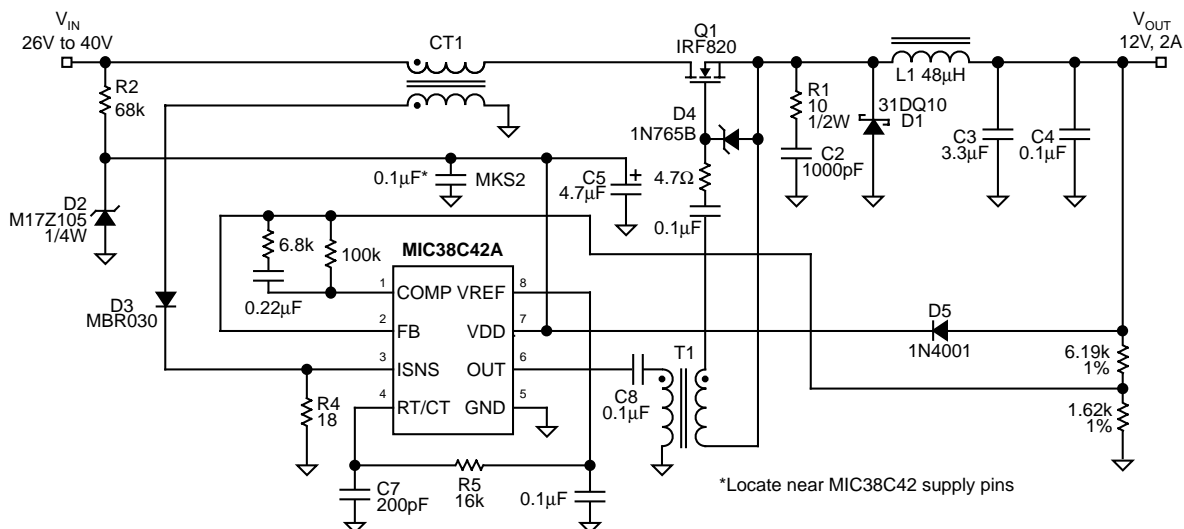 VIN
26V to 40V
CT1
Q1
IRF820
VOUT
12V, 2A
R2
68k
L1 48µH
D4
1N765B
R1
10
1/2W
31DQ10
D1
C2
1000pF
C3
3.3µF
C4
0.1µF
0.1µF*
MKS2
C5
4.7µF
+
4.7Ω
0.1µF
D2
M17Z105
1/4W
6.8k
100k
0.22µF
MIC38C42A
1
COMP
VREF
8
2
FB
VDD
7
3
ISNS
OUT
6
4
RT/CT
GND
5
D3
MBR030
D5
1N4001
6.19k
1%
1.62k
1%
T1
C8
0.1µF
R4
18
C7
200pF
R5
16k
0.1µF
*Locate near MIC38C42 supply pins